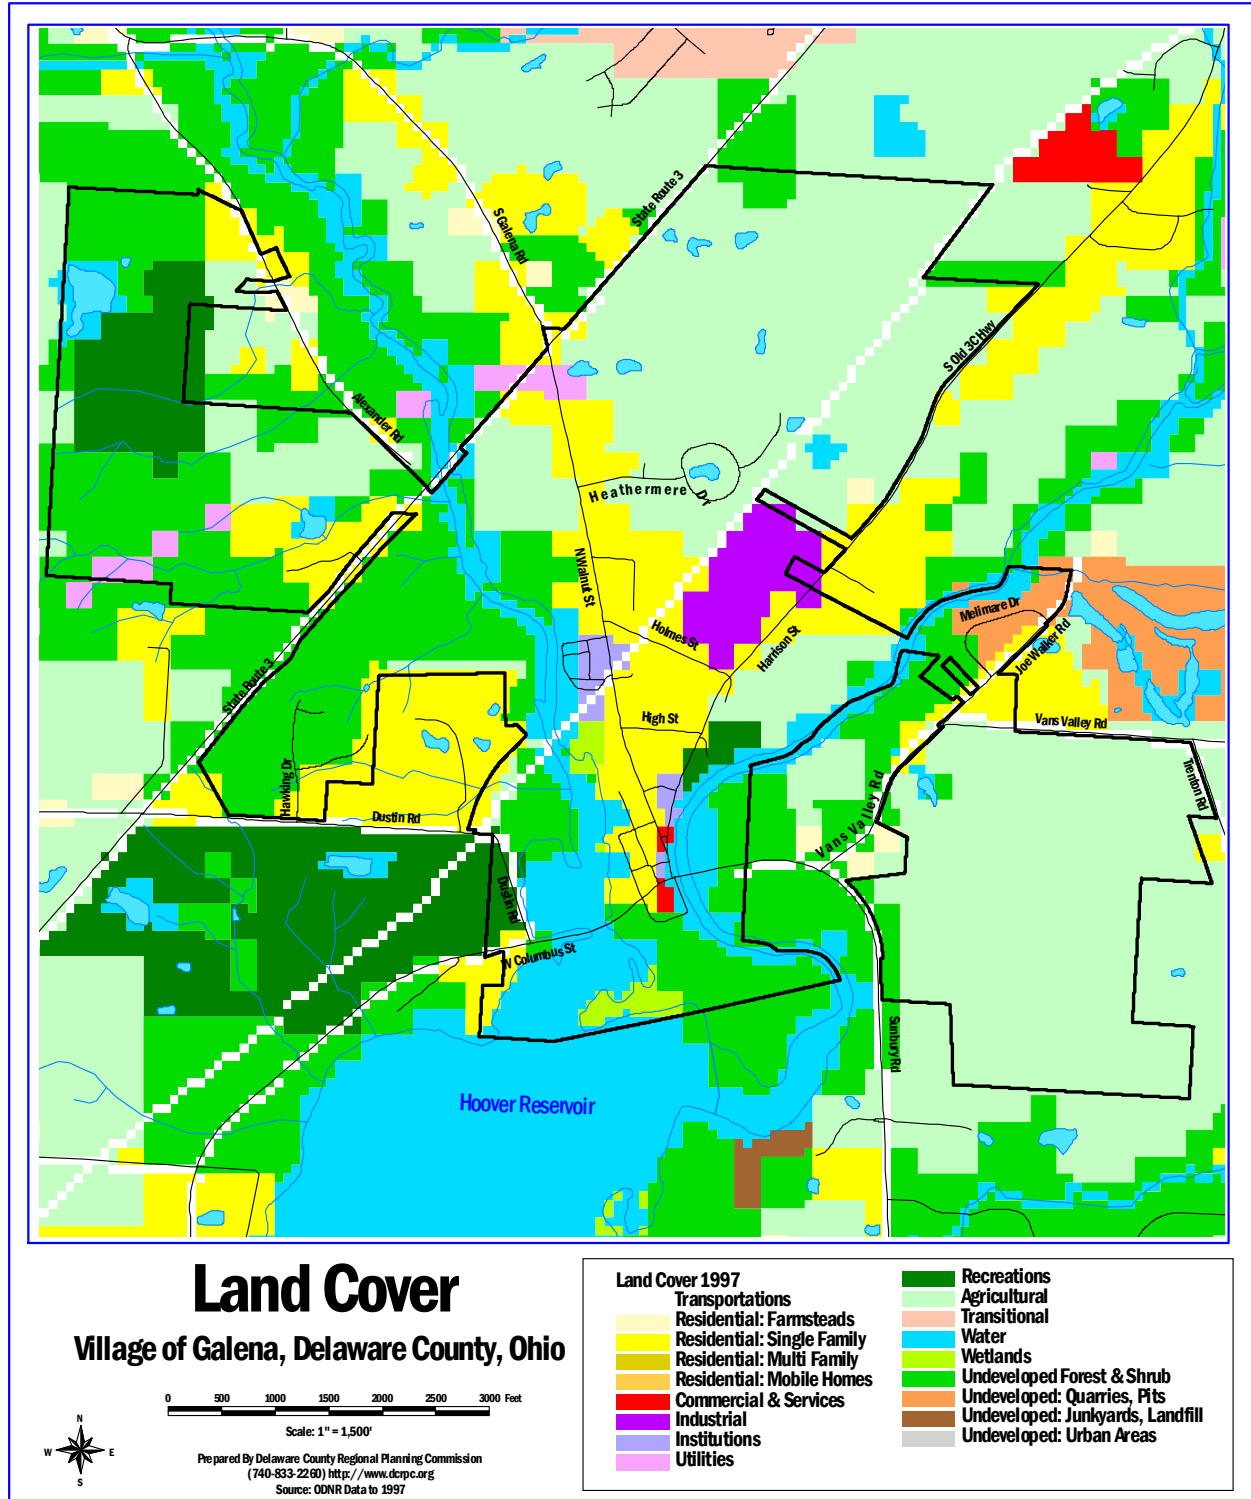 State Route 3
S Galena Rd
S Old 3C Hwy
Alexander Rd
Heathermere Dr
N Walnut St
Holmes St
Harrison St
Melimare Dr
Joe Walker Rd
State Route 3
High St
Vans Valley Rd
Trenton Rd
Hawking Dr
Dustin Rd
Vans Valley Rd
Dustin Rd
W Columbus St
Sunbury Rd
Hoover Reservoir
Land Cover
Village of Galena, Delaware County, Ohio
0 500 1000 1500 2000 2500 3000 Feet
Scale: 1" = 1,500'
N
W E
S
Prepared By Delaware County Regional Planning Commission
(740-833-2260) http://www.dcrpc.org
Source: ODNR Data to 1997
Land Cover 1997
Transportations
Residential: Farmsteads
Residential: Single Family
Residential: Multi Family
Residential: Mobile Homes
Commercial & Services
Industrial
Institutions
Utilities
Recreations
Agricultural
Transitional
Water
Wetlands
Undeveloped Forest & Shrub
Undeveloped: Quarries, Pits
Undeveloped: Junkyards, Landfill
Undeveloped: Urban Areas